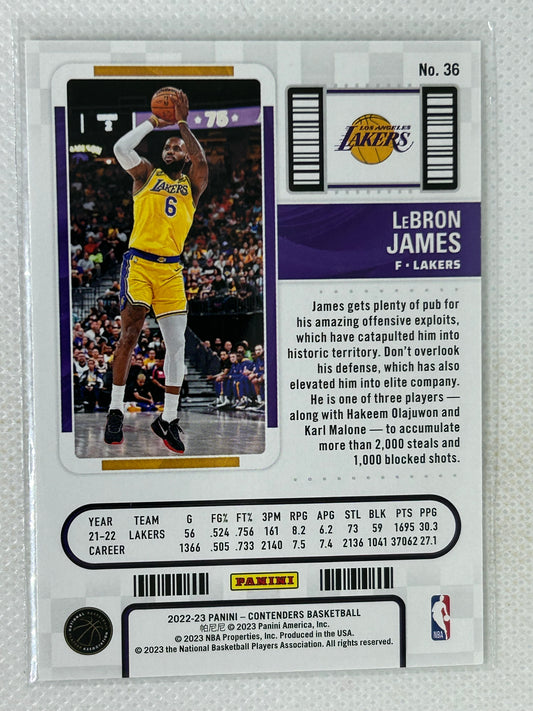 No. 36
75
LAKERS
6
LOS ANGELES
LAKERS
LEBRON
JAMES
F • LAKERS
James gets plenty of pub for
his amazing offensive exploits,
which have catapulted him into
historic territory. Don't overlook
his defense, which has also
elevated him into elite company.
He is one of three players —
along with Hakeem Olajuwon and
Karl Malone — to accumulate
more than 2,000 steals and
1,000 blocked shots.
YEAR TEAM G FG% FT% 3PM RPG APG STL BLK PTS PPG
21–22 LAKERS 56 .524 .756 161 8.2 6.2 73 59 1695 30.3
CAREER 1366 .505 .733 2140 7.5 7.4 2136 1041 37062 27.1
PANINI
2022-23 PANINI – CONTENDERS BASKETBALL
帕尼尼 © 2023 Panini America, Inc.
© 2023 NBA Properties, Inc. Produced in the USA.
© 2023 the National Basketball Players Association. All rights reserved.
NBA